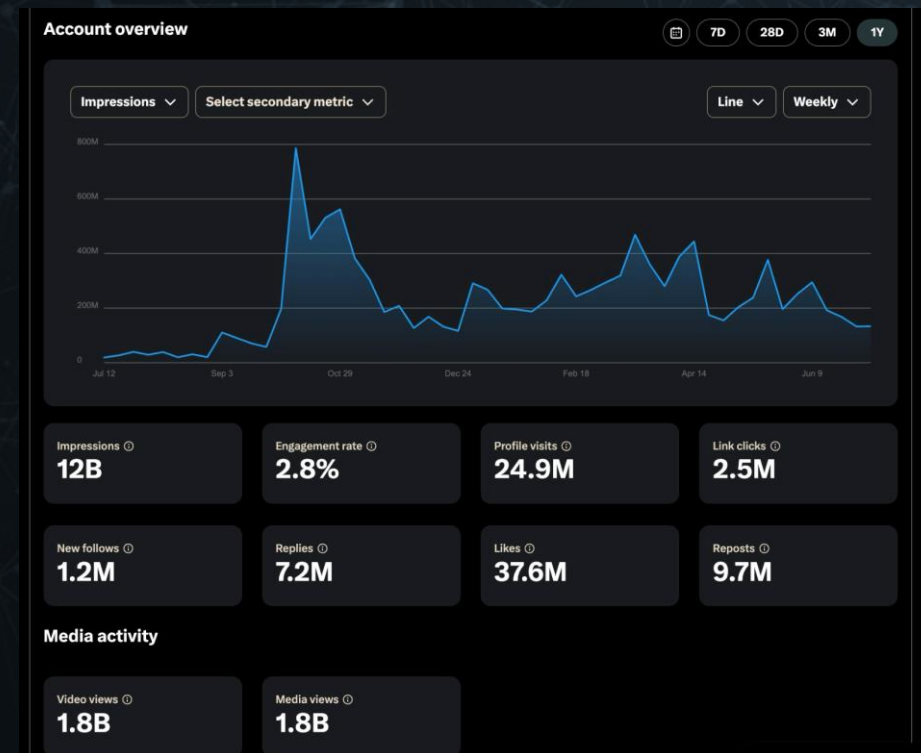 Account overview
7D 28D 3M 1Y
Impressions Select secondary metric Line Weekly
800M
600M
400M
200M
0
Jul 12 Sep 3 Oct 29 Dec 24 Feb 18 Apr 14 Jun 9
Impressions Engagement rate Profile visits Link clicks
12B 2.8% 24.9M 2.5M
New follows Replies Likes Reposts
1.2M 7.2M 37.6M 9.7M
Media activity
Video views Media views
1.8B 1.8B